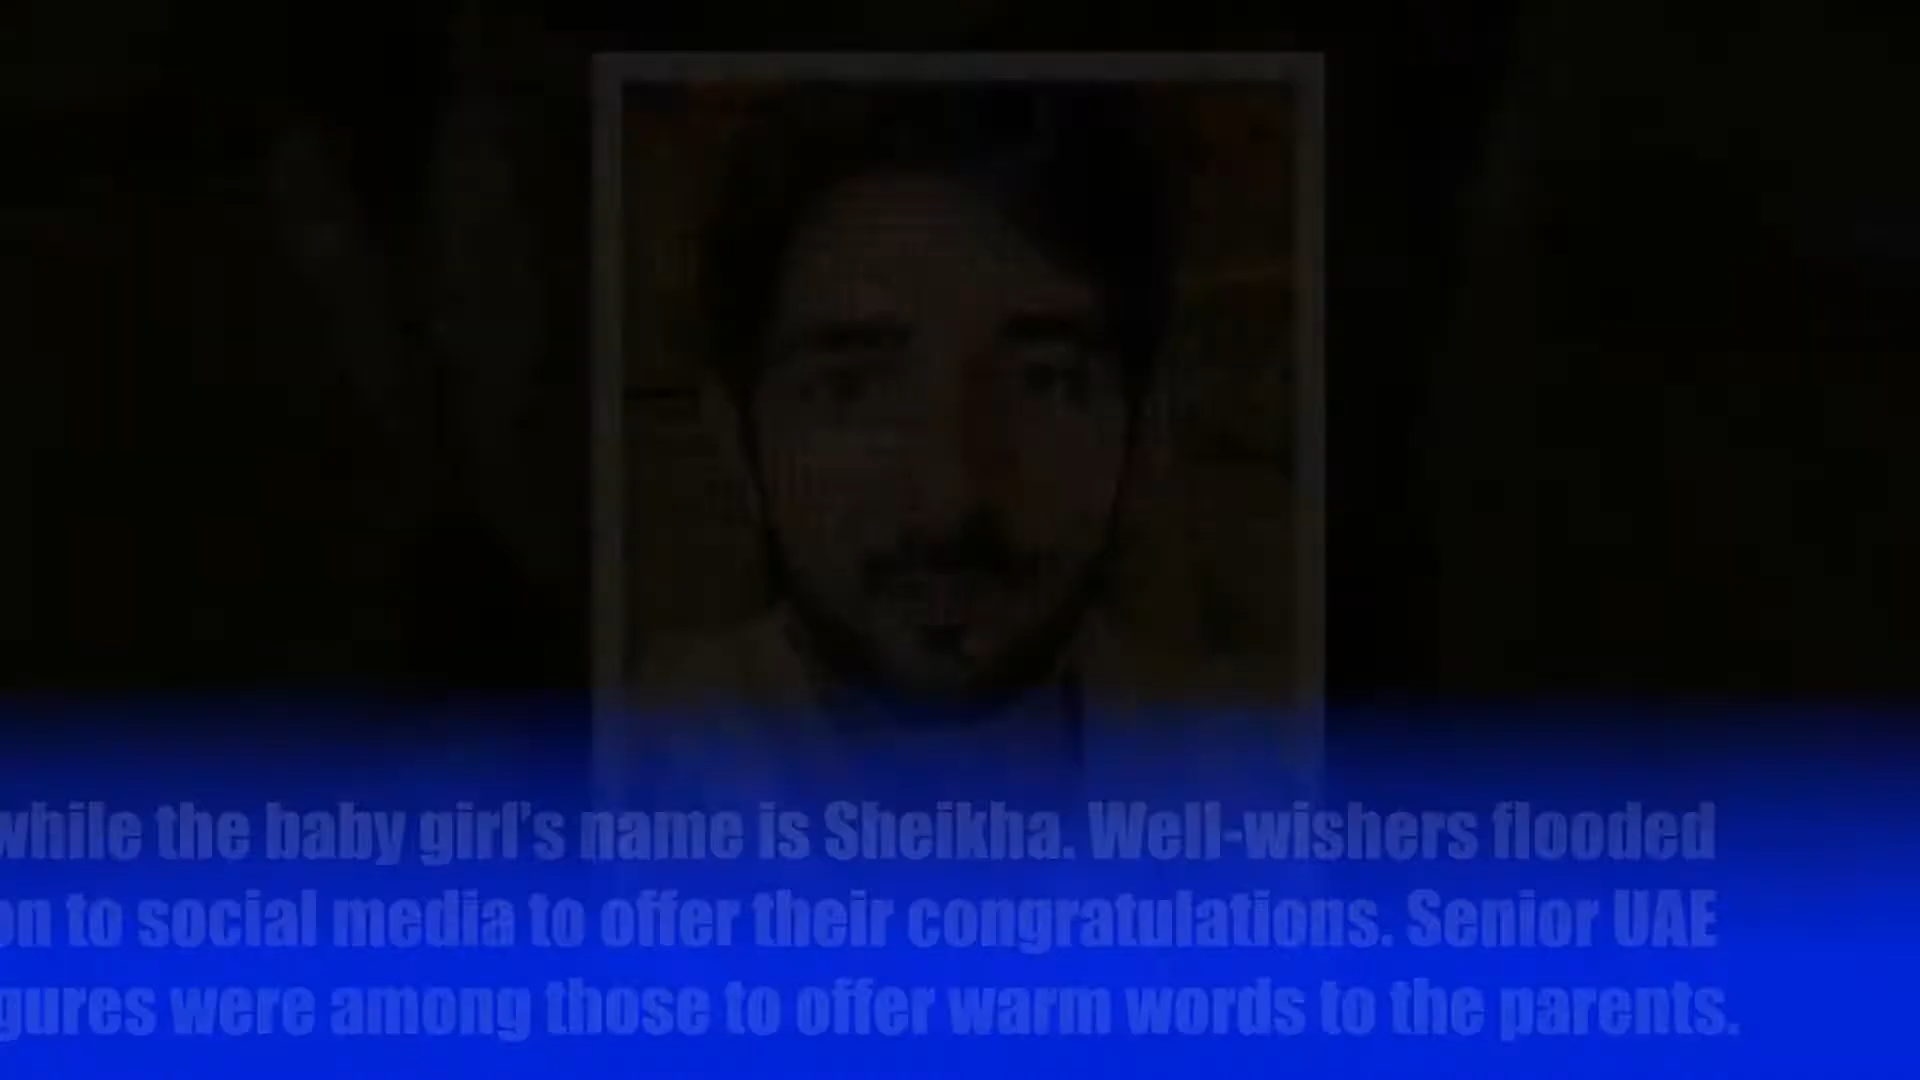 while the baby girl's name is Sheikha. Well-wishers flooded
on to social media to offer their congratulations. Senior UAE
gures were among those to offer warm words to the parents.